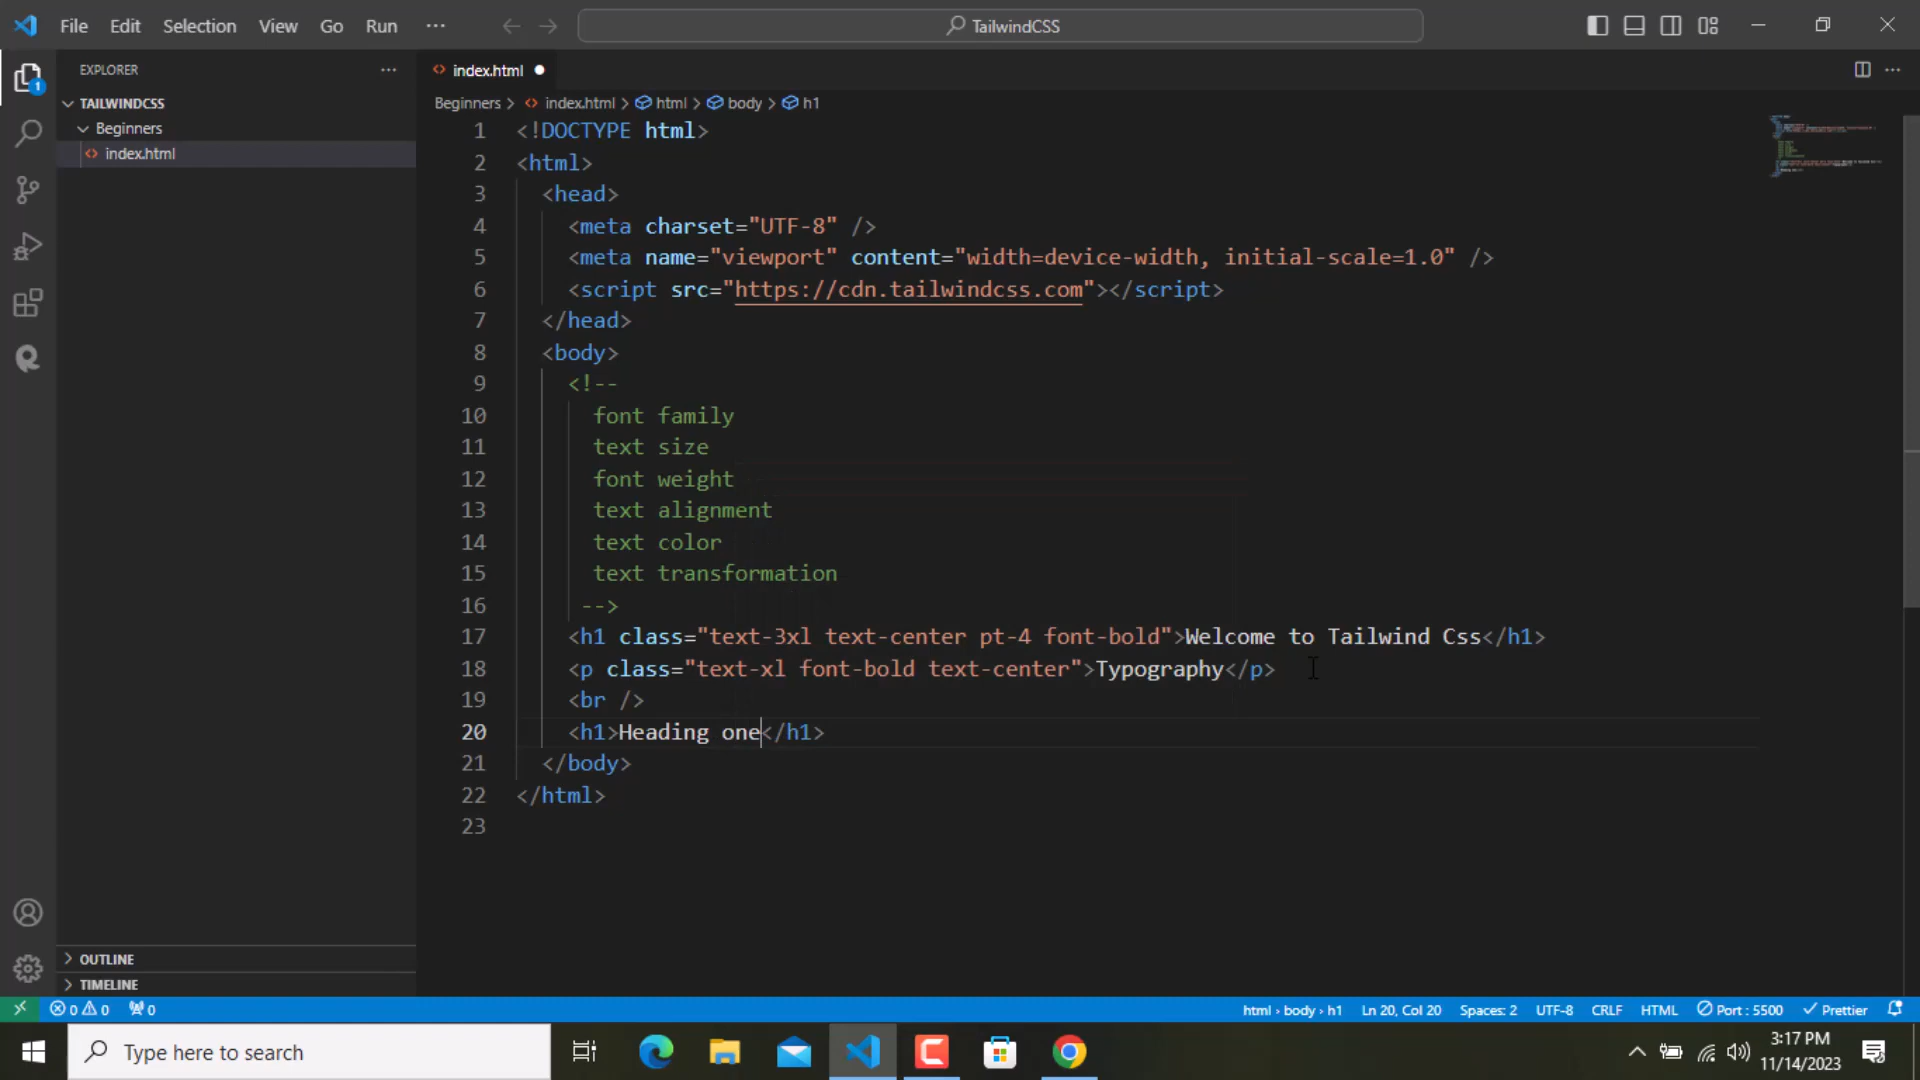 File Edit Selection View Go Run ··· TailwindCSS
EXPLORER ···
TAILWINDCSS
Beginners
index.html
1
index.html
Beginners > index.html > html > body > h1
1 <!DOCTYPE html>
2 <html>
3 <head>
4 <meta charset="UTF-8" />
5 <meta name="viewport" content="width=device-width, initial-scale=1.0" />
6 <script src="https://cdn.tailwindcss.com"></script>
7 </head>
8 <body>
9 <!--
10 font family
11 text size
12 font weight
13 text alignment
14 text color
15 text transformation
16 -->
17 <h1 class="text-3xl text-center pt-4 font-bold">Welcome to Tailwind Css</h1>
18 <p class="text-xl font-bold text-center">Typography</p>
19 <br />
20 <h1>Heading one</h1>
21 </body>
22 </html>
23
OUTLINE
TIMELINE
0 0 0 html › body › h1 Ln 20, Col 20 Spaces: 2 UTF-8 CRLF HTML Port : 5500 Prettier
Type here to search
3:17 PM
11/14/2023